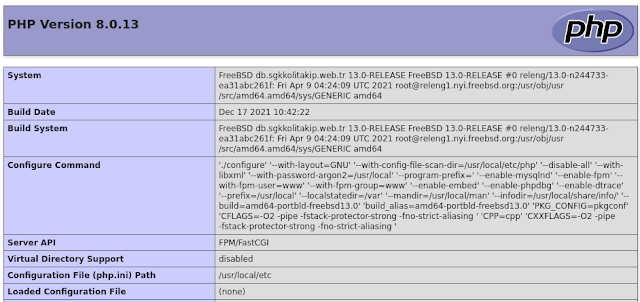 PHP Version 8.0.13
php
System
FreeBSD db.sgkkolitakip.web.tr 13.0-RELEASE FreeBSD 13.0-RELEASE #0 releng/13.0-n244733-
ea31abc261f: Fri Apr 9 04:24:09 UTC 2021 root@releng1.nyi.freebsd.org:/usr/obj/usr
/src/amd64.amd64/sys/GENERIC amd64
Build Date
Dec 17 2021 10:42:22
Build System
FreeBSD db.sgkkolitakip.web.tr 13.0-RELEASE FreeBSD 13.0-RELEASE #0 releng/13.0-n244733-
ea31abc261f: Fri Apr 9 04:24:09 UTC 2021 root@releng1.nyi.freebsd.org:/usr/obj/usr
/src/amd64.amd64/sys/GENERIC amd64
Configure Command
'./configure' '--with-layout=GNU' '--with-config-file-scan-dir=/usr/local/etc/php' '--disable-all' '--with-
libxml' '--with-password-argon2=/usr/local' '--program-prefix=' '--enable-mysqlnd' '--enable-fpm' '--
with-fpm-user=www' '--with-fpm-group=www' '--enable-embed' '--enable-phpdbg' '--enable-dtrace'
'--prefix=/usr/local' '--localstatedir=/var' '--mandir=/usr/local/man' '--infodir=/usr/local/share/info/' '--
build=amd64-portbld-freebsd13.0' 'build_alias=amd64-portbld-freebsd13.0' 'PKG_CONFIG=pkgconf'
'CFLAGS=-O2 -pipe -fstack-protector-strong -fno-strict-aliasing ' 'CPP=cpp' 'CXXFLAGS=-O2 -pipe
-fstack-protector-strong -fno-strict-aliasing '
Server API
FPM/FastCGI
Virtual Directory Support
disabled
Configuration File (php.ini) Path
/usr/local/etc
Loaded Configuration File
(none)